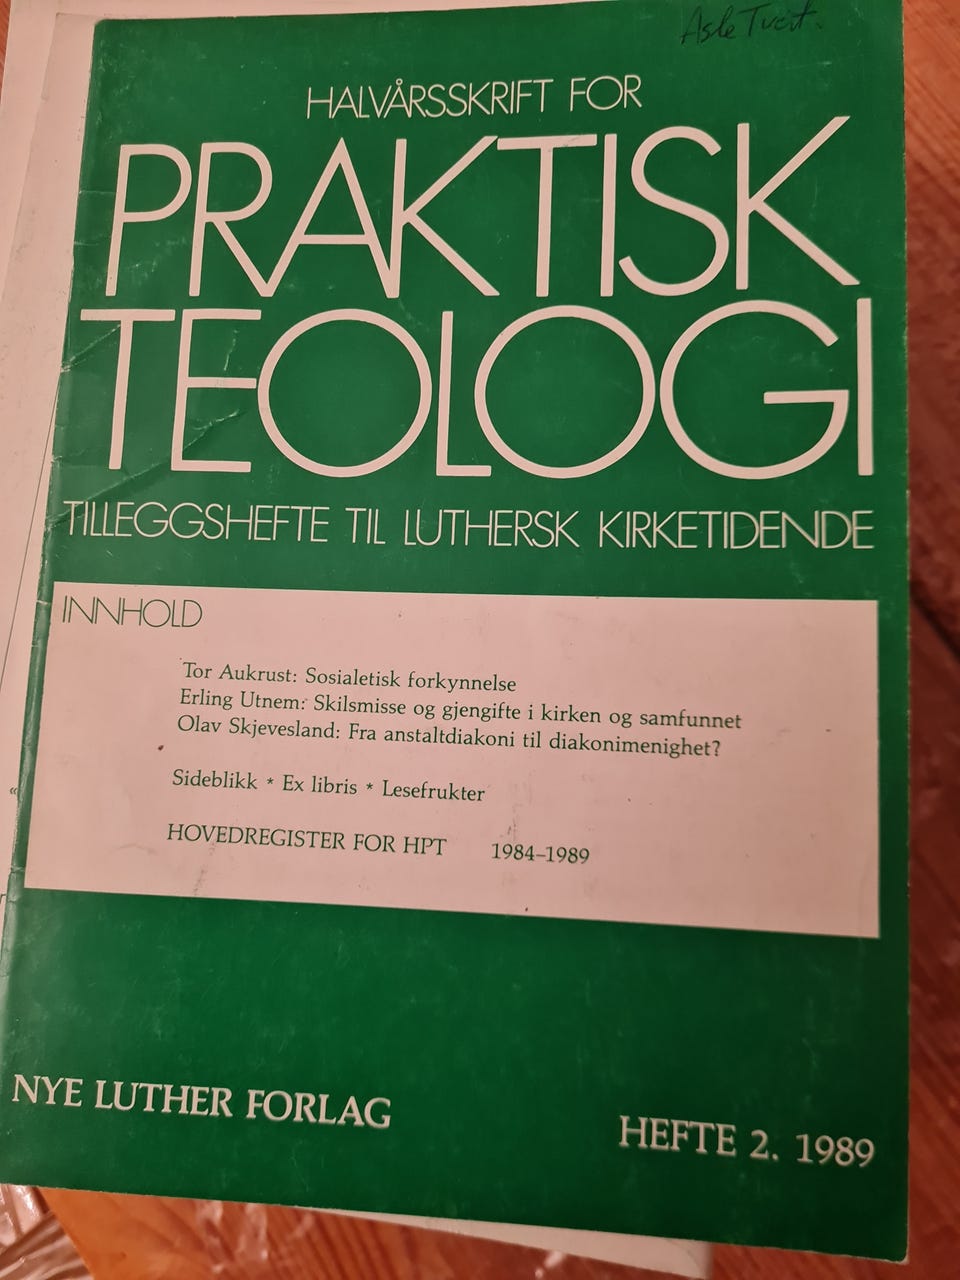 Asle Tveit.
HALVÅRSSKRIFT FOR
PRAKTISK
TEOLOGI
TILLEGGSHEFTE TIL LUTHERSK KIRKETIDENDE
INNHOLD
Tor Aukrust: Sosialetisk forkynnelse
Erling Utnem: Skilsmisse og gjengifte i kirken og samfunnet
Olav Skjevesland: Fra anstaltdiakoni til diakonimenighet?
Sideblikk * Ex libris * Lesefrukter
HOVEDREGISTER FOR HPT 1984–1989
NYE LUTHER FORLAG
HEFTE 2. 1989